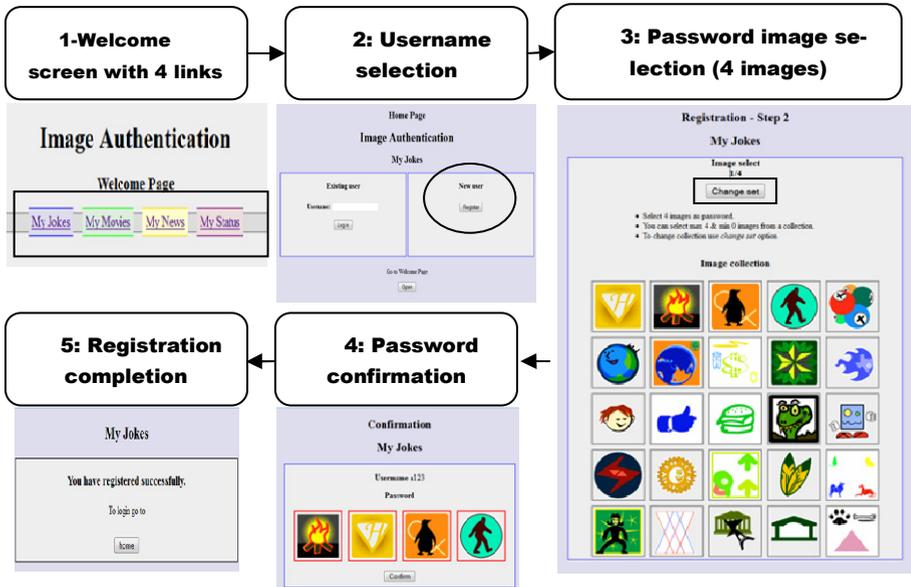 1-Welcome
screen with 4 links
2: Username
selection
3: Password image se-
lection (4 images)
Image Authentication
Welcome Page
My Jokes My Movies My News My Status
Home Page
Image Authentication
My Jokes
Existing user
Username:
Login
New user
Register
Go to Welcome Page
Open
Registration - Step 2
My Jokes
Image select
1/4
Change set
Select 4 images as password.
You can select max 4 & min 0 images from a collection.
To change collection use change set option.
Image collection
4: Password
confirmation
5: Registration
completion
Confirmation
My Jokes
Username s123
Password
Confirm
My Jokes
You have registered successfully.
To login go to
home